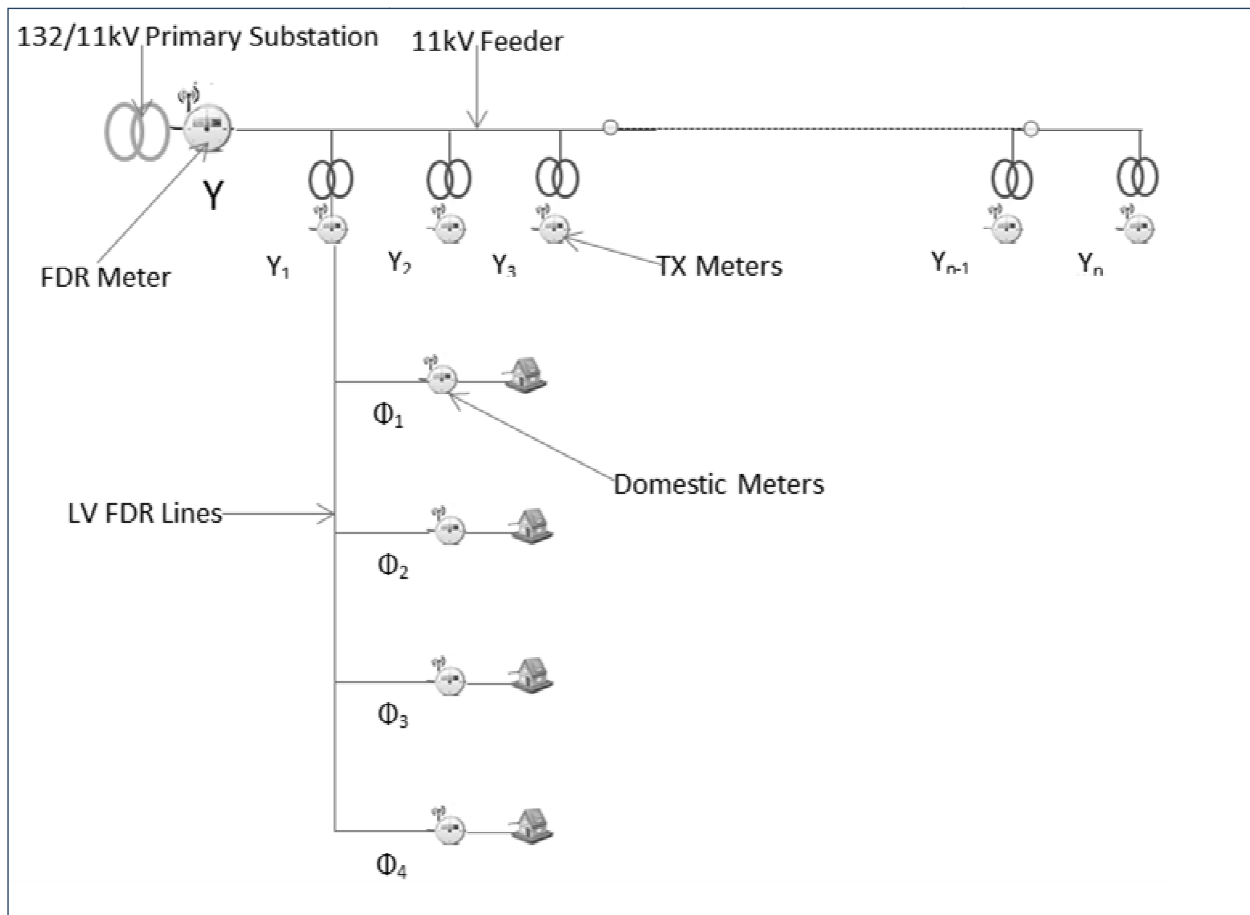 132/11kV Primary Substation
11kV Feeder
Y
Y1
Y2
Y3
Yn-1
Yn
FDR Meter
TX Meters
Φ1
Domestic Meters
LV FDR Lines
Φ2
Φ3
Φ4